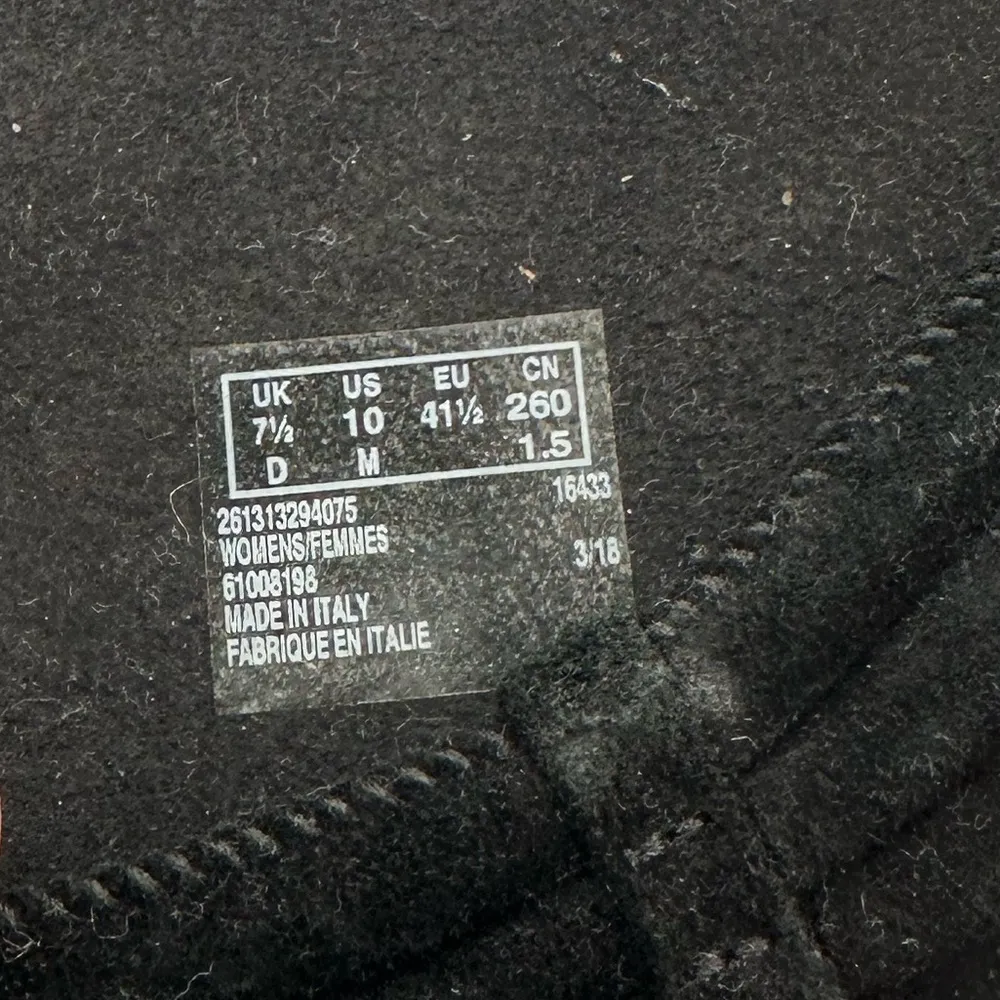 UK US EU CN
7½ 10 41½ 260
D M 1.5
261313294075 16433
WOMENS/FEMMES
61008198 3/18
MADE IN ITALY
FABRIQUE EN ITALIE